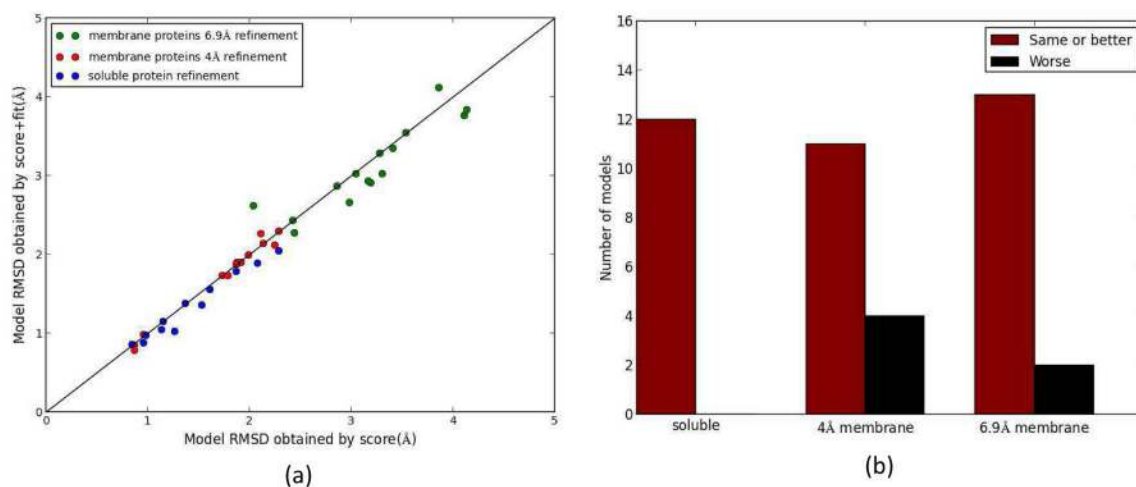 5
4
3
2
1
0
0 1 2 3 4 5
Model RMSD obtained by score+fit(Å)
Model RMSD obtained by score(Å)
membrane proteins 6.9Å refinement
membrane proteins 4Å refinement
soluble protein refinement
(a)
16
14
12
10
8
6
4
2
0
Number of models
Same or better
Worse
soluble 4Å membrane 6.9Å membrane
(b)